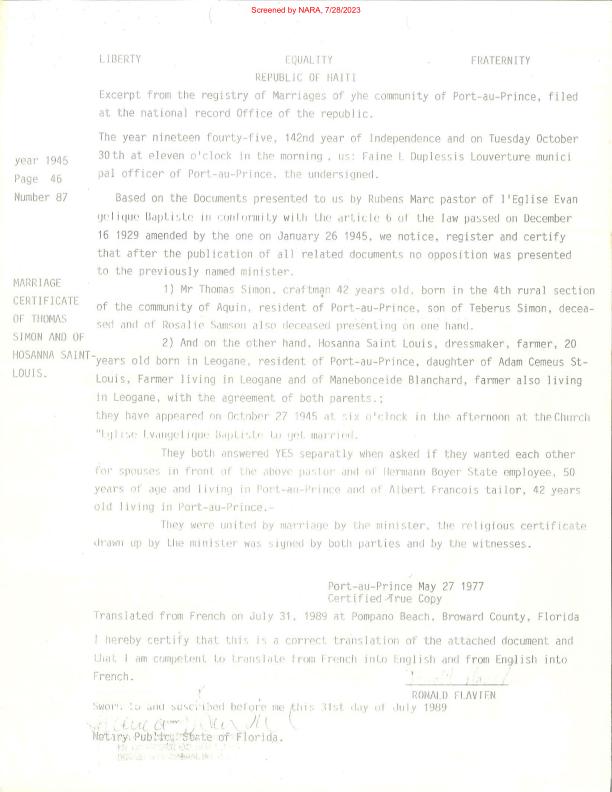 Screened by NARA, 7/28/2023
LIBERTY EQUALITY FRATERNITY
REPUBLIC OF HAITI
Excerpt from the registry of Marriages of yhe community of Port-au-Prince, filed
at the national record Office of the republic.
The year nineteen fourty-five, 142nd year of Independence and on Tuesday October
30th at eleven o'clock in the morning , us: Faine L Duplessis Louverture munici
pal officer of Port-au-Prince, the undersigned.
year 1945
Page 46
Number 87
Based on the Documents presented to us by Rubens Marc pastor of l'Eglise Evan
gelique Baptiste in conformity with the article 6 of the law passed on December
16 1929 amended by the one on January 26 1945, we notice, register and certify
that after the publication of all related documents no opposition was presented
to the previously named minister.
MARRIAGE
CERTIFICATE
OF THOMAS
SIMON AND OF
HOSANNA SAINT-
LOUIS.
1) Mr Thomas Simon, craftman 42 years old, born in the 4th rural section
of the community of Aquin, resident of Port-au-Prince, son of Teberus Simon, decea-
sed and of Rosalie Samson also deceased presenting on one hand.
2) And on the other hand, Hosanna Saint Louis, dressmaker, farmer, 20
years old born in Leogane, resident of Port-au-Prince, daughter of Adam Cemeus St-
Louis, Farmer living in Leogane and of Manebonceide Blanchard, farmer also living
in Leogane, with the agreement of both parents.;
they have appeared on October 27 1945 at six o'clock in the afternoon at the Church
"Eglise Evangelique Baptiste to get married.
They both answered YES separatly when asked if they wanted each other
for spouses in front of the above pastor and of Hermann Boyer State employee, 50
years of age and living in Port-au-Prince and of Albert Francois tailor, 42 years
old living in Port-au-Prince.-
They were united by marriage by the minister, the religious certificate
drawn up by the minister was signed by both parties and by the witnesses.
Port-au-Prince May 27 1977
Certified True Copy
Translated from French on July 31, 1989 at Pompano Beach, Broward County, Florida
I hereby certify that this is a correct translation of the attached document and
that I am competent to translate from French into English and from English into
French.
RONALD FLAVIEN
Sworn to and suscribed before me this 31st day of July 1989
Notary Public, State of Florida.